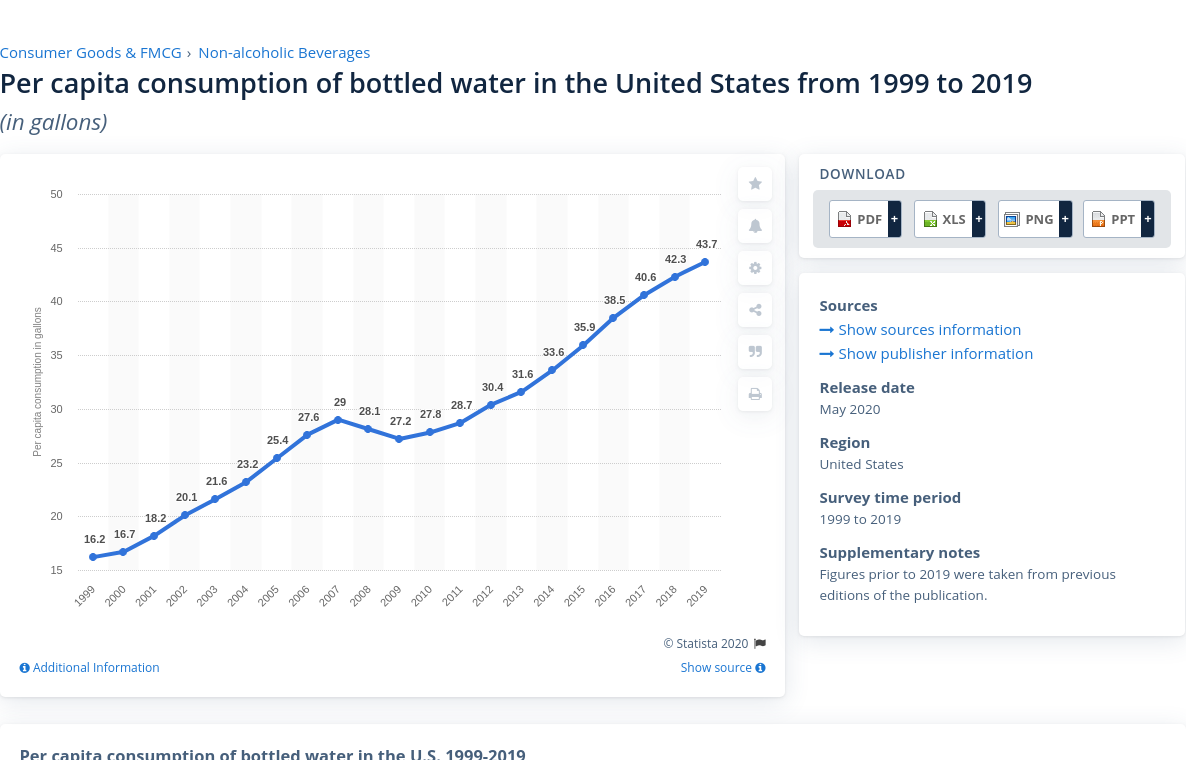 Consumer Goods & FMCG › Non-alcoholic Beverages
Per capita consumption of bottled water in the United States from 1999 to 2019
(in gallons)
Per capita consumption in gallons
50
45
40
35
30
25
20
15
16.2
16.7
18.2
20.1
21.6
23.2
25.4
27.6
29
28.1
27.2
27.8
28.7
30.4
31.6
33.6
35.9
38.5
40.6
42.3
43.7
1999
2000
2001
2002
2003
2004
2005
2006
2007
2008
2009
2010
2011
2012
2013
2014
2015
2016
2017
2018
2019
© Statista 2020
Additional Information
Show source
DOWNLOAD
PDF + XLS + PNG + PPT +
Sources
Show sources information
Show publisher information
Release date
May 2020
Region
United States
Survey time period
1999 to 2019
Supplementary notes
Figures prior to 2019 were taken from previous
editions of the publication.
Per capita consumption of bottled water in the U.S. 1999-2019